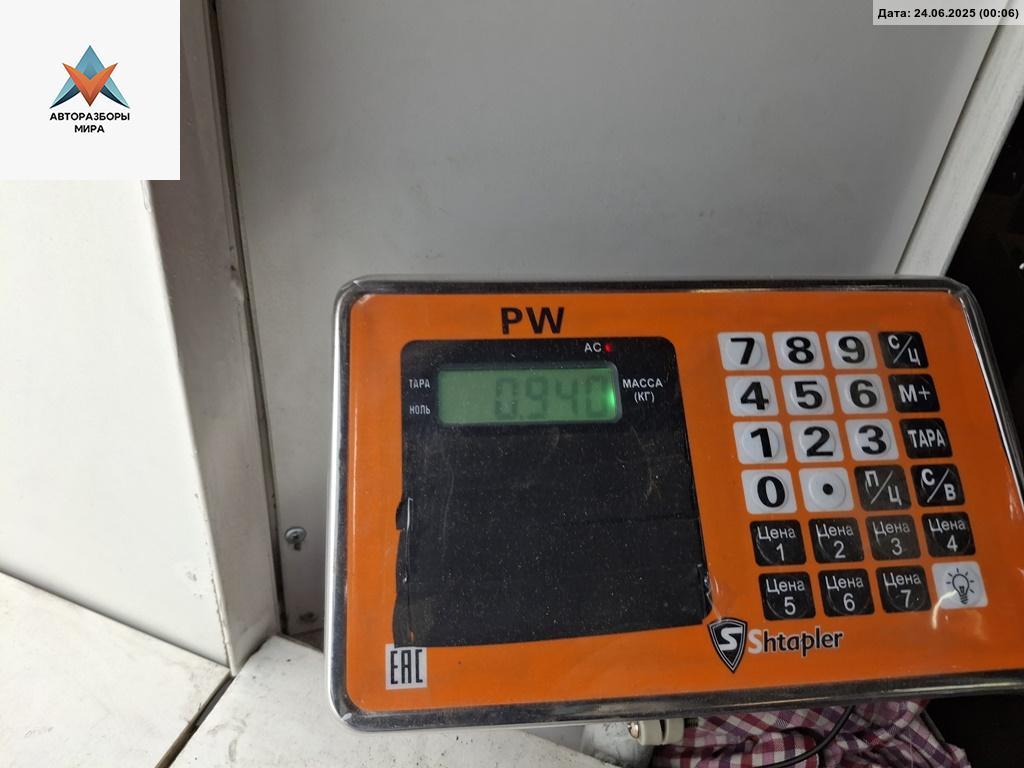 Дата: 24.06.2025 (00:06)
АВТОРАЗБОРЫ
МИРА
PW
AC
ТАРА
НОЛЬ
0.940
МАССА
(КГ)
7 8 9 С/Ц
4 5 6 М+
1 2 3 ТАРА
0 • П/Ц С/В
Цена 1 Цена 2 Цена 3 Цена 4
Цена 5 Цена 6 Цена 7
S Shtapler
EAC